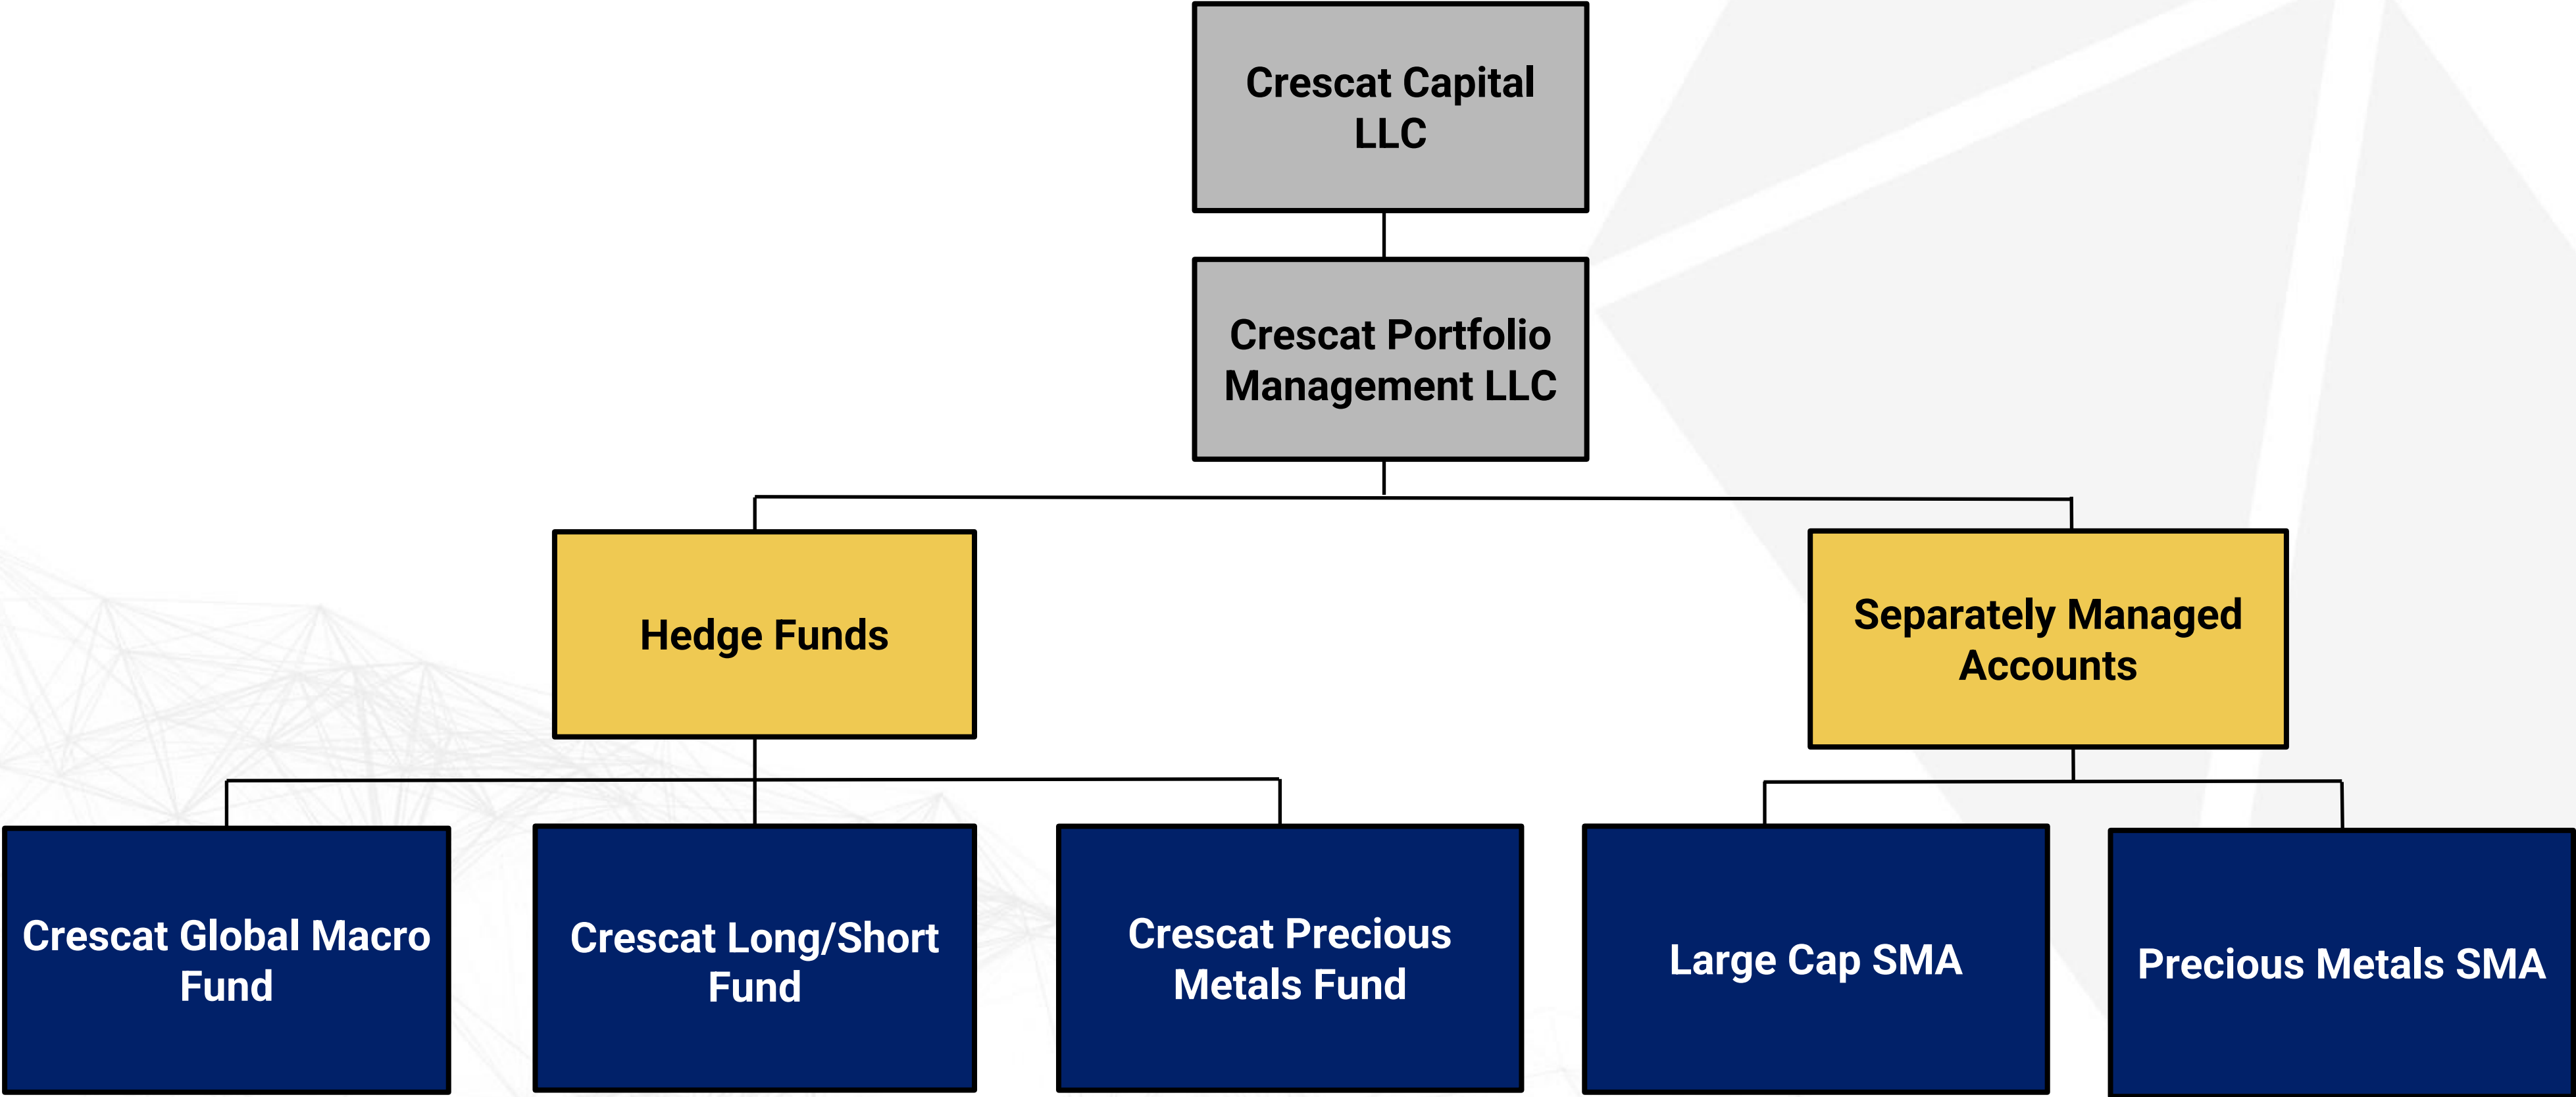 Crescat Capital
LLC
Crescat Portfolio
Management LLC
Hedge Funds
Separately Managed
Accounts
Crescat Global Macro
Fund
Crescat Long/Short
Fund
Crescat Precious
Metals Fund
Large Cap SMA
Precious Metals SMA